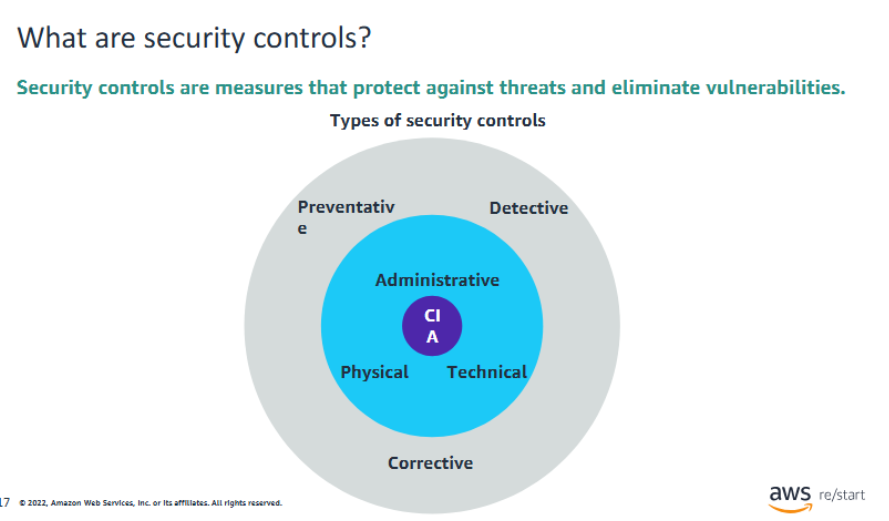 What are security controls?
Security controls are measures that protect against threats and eliminate vulnerabilities.
Types of security controls
Preventativ
e
Detective
Administrative
CI
A
Physical
Technical
Corrective
17 © 2022, Amazon Web Services, Inc. or its affiliates. All rights reserved.
aws re/start